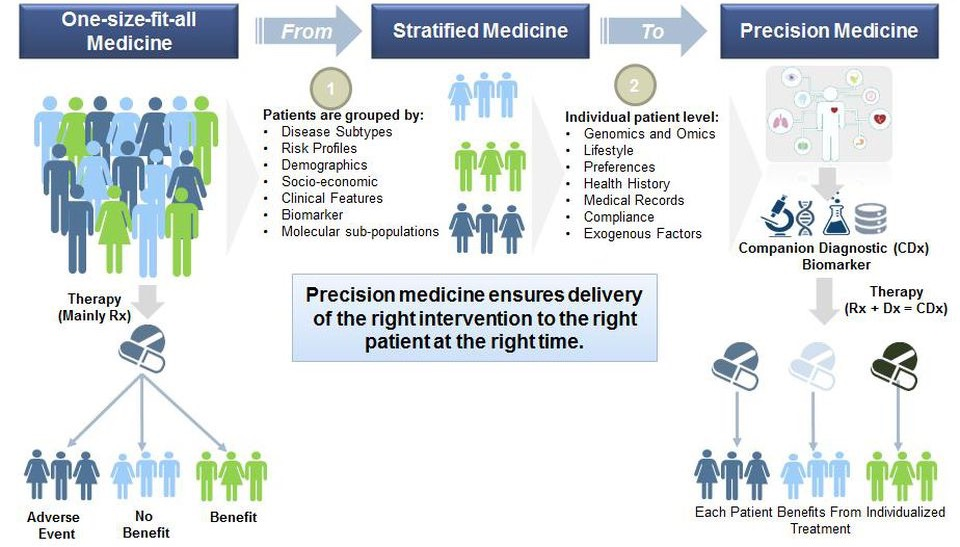 One-size-fit-all
Medicine
From
Stratified Medicine
To
Precision Medicine
1
Patients are grouped by:
• Disease Subtypes
• Risk Profiles
• Demographics
• Socio-economic
• Clinical Features
• Biomarker
• Molecular sub-populations
2
Individual patient level:
• Genomics and Omics
• Lifestyle
• Preferences
• Health History
• Medical Records
• Compliance
• Exogenous Factors
Companion Diagnostic (CDx)
Biomarker
Therapy
(Mainly Rx)
Precision medicine ensures delivery
of the right intervention to the right
patient at the right time.
Therapy
(Rx + Dx = CDx)
Adverse
Event
No
Benefit
Benefit
Each Patient Benefits From Individualized
Treatment